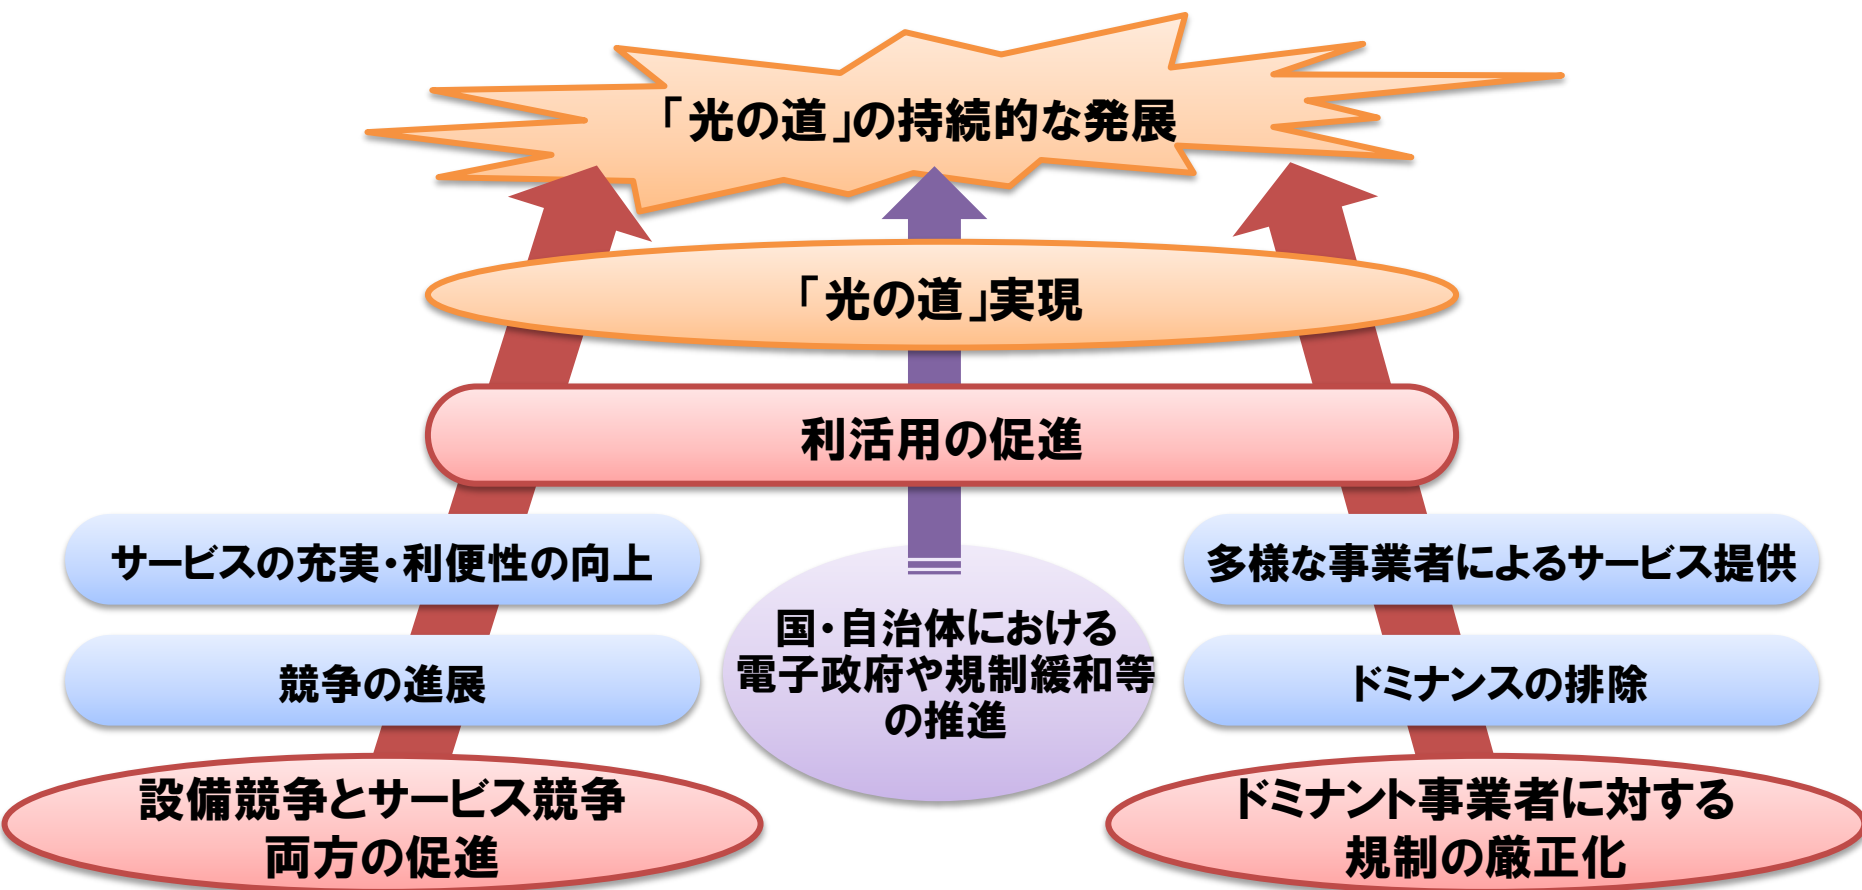 「光の道」の持続的な発展
「光の道」実現
利活用の促進
サービスの充実・利便性の向上
競争の進展
設備競争とサービス競争
両方の促進
国・自治体における
電子政府や規制緩和等
の推進
多様な事業者によるサービス提供
ドミナンスの排除
ドミナント事業者に対する
規制の厳正化